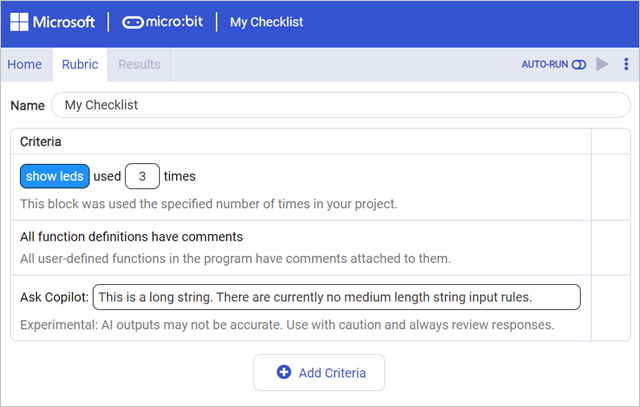 Microsoft micro:bit My Checklist
Home Rubric Results AUTO-RUN
Name My Checklist
Criteria
show leds used 3 times
This block was used the specified number of times in your project.
All function definitions have comments
All user-defined functions in the program have comments attached to them.
Ask Copilot: This is a long string. There are currently no medium length string input rules.
Experimental: AI outputs may not be accurate. Use with caution and always review responses.
Add Criteria